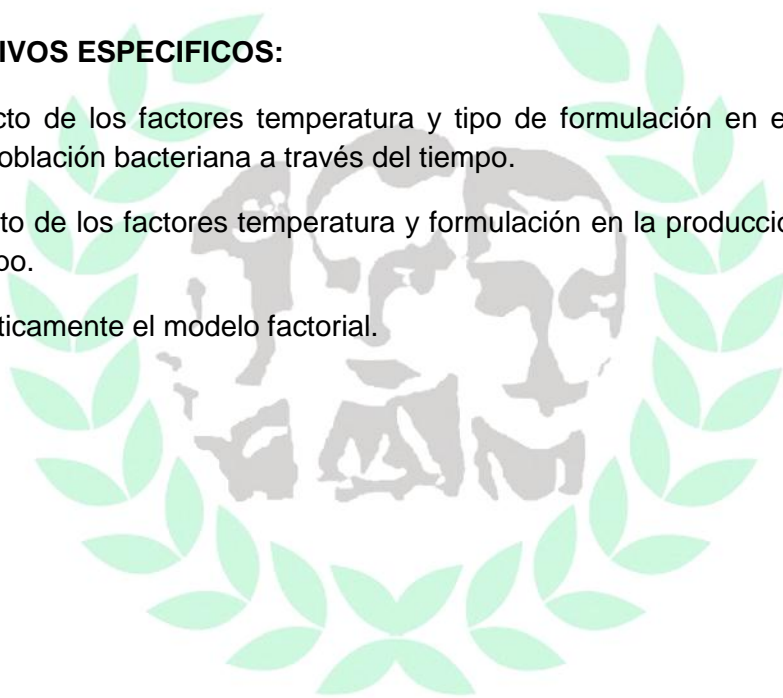 IVOS ESPECIFICOS:
cto de los factores temperatura y tipo de formulación en e
oblación bacteriana a través del tiempo.
to de los factores temperatura y formulación en la producci
po.
ticamente el modelo factorial.